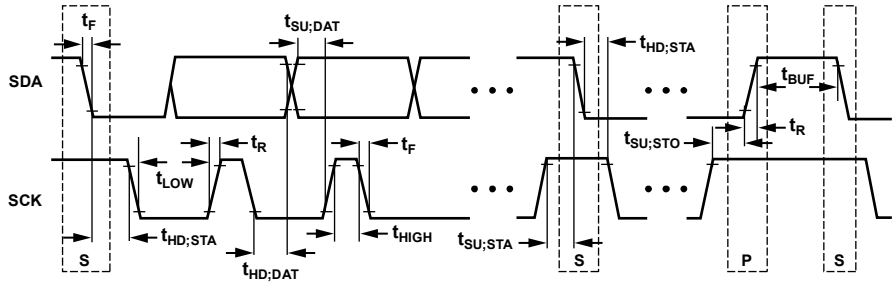 tF
tSU;DAT
tHD;STA
SDA
tBUF
tR
tF
tSU;STO
tR
tLOW
SCK
tHD;STA
tHD;DAT
tHIGH
tSU;STA
S
S
P
S